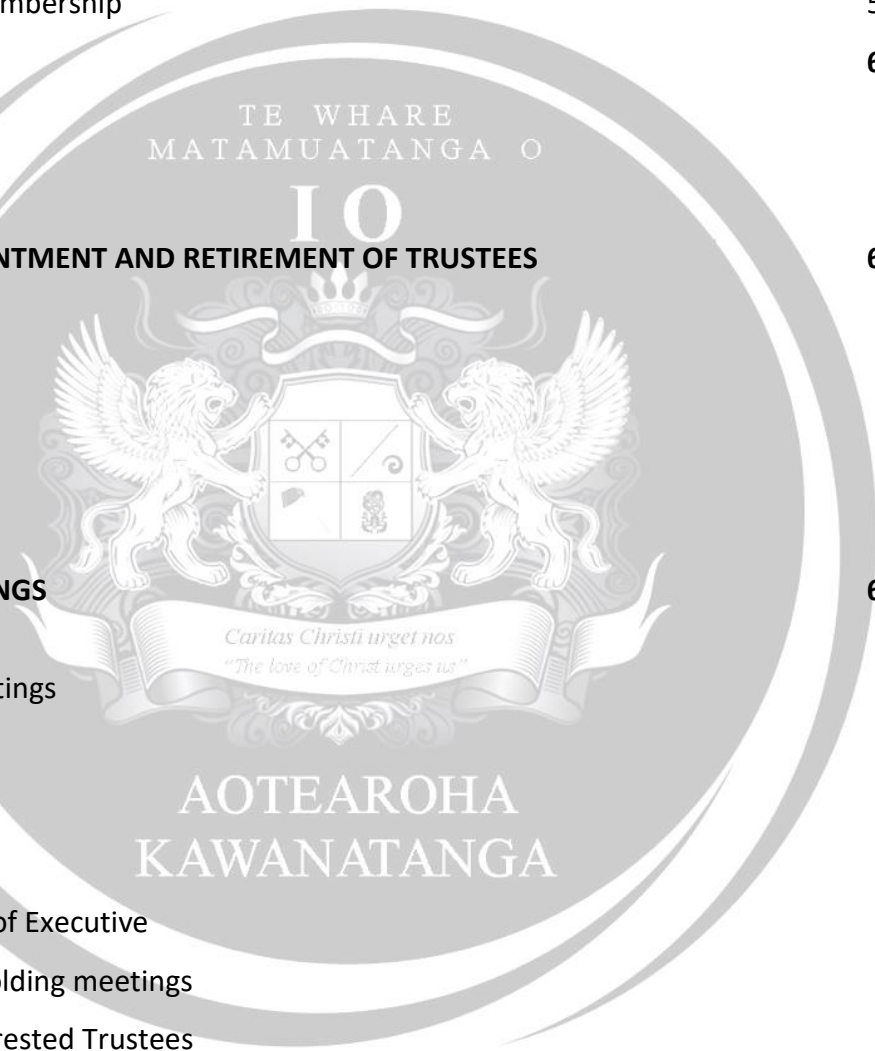 mbership 5
6
TE WHARE
MATAMUATANGA O
IO
NTMENT AND RETIREMENT OF TRUSTEES 6
NGS 6
Caritas Christi urget nos
"The love of Christ urges us"
tings
AOTEAROHA
KAWANATANGA
of Executive
olding meetings
rested Trustees